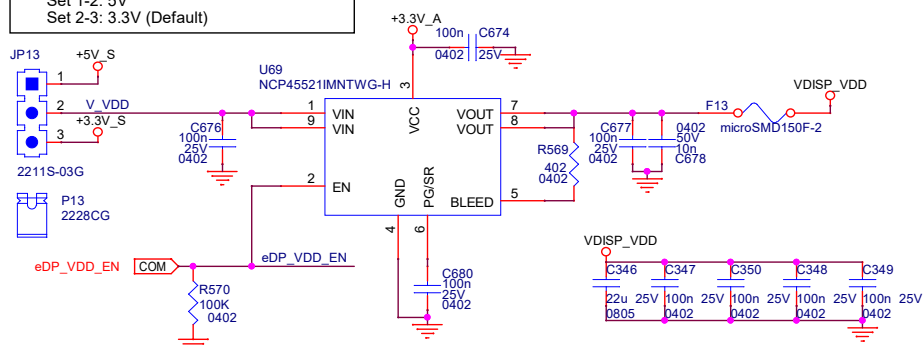 Set 1-2: 5V
Set 2-3: 3.3V (Default)
JP13
+5V_S
1
2
V_VDD
+3.3V_S
3
2211S-03G
P13
2228CG
C676
100n
25V
0402
U69
NCP45521IMNTWG-H
+3.3V_A
100n
C674
0402
25V
3
VCC
1
VIN
9
VIN
2
EN
GND
PG/SR
4
6
VOUT
7
VOUT
8
BLEED
5
R569
402
0402
C677
100n
25V
0402
0402
50V
10n
C678
F13
microSMD150F-2
VDISP_VDD
eDP_VDD_EN
COM
eDP_VDD_EN
R570
100K
0402
C680
100n
25V
0402
VDISP_VDD
C346
C347
C350
C348
C349
22u
25V
100n
25V
100n
25V
100n
25V
100n
25V
0805
0402
0402
0402
0402